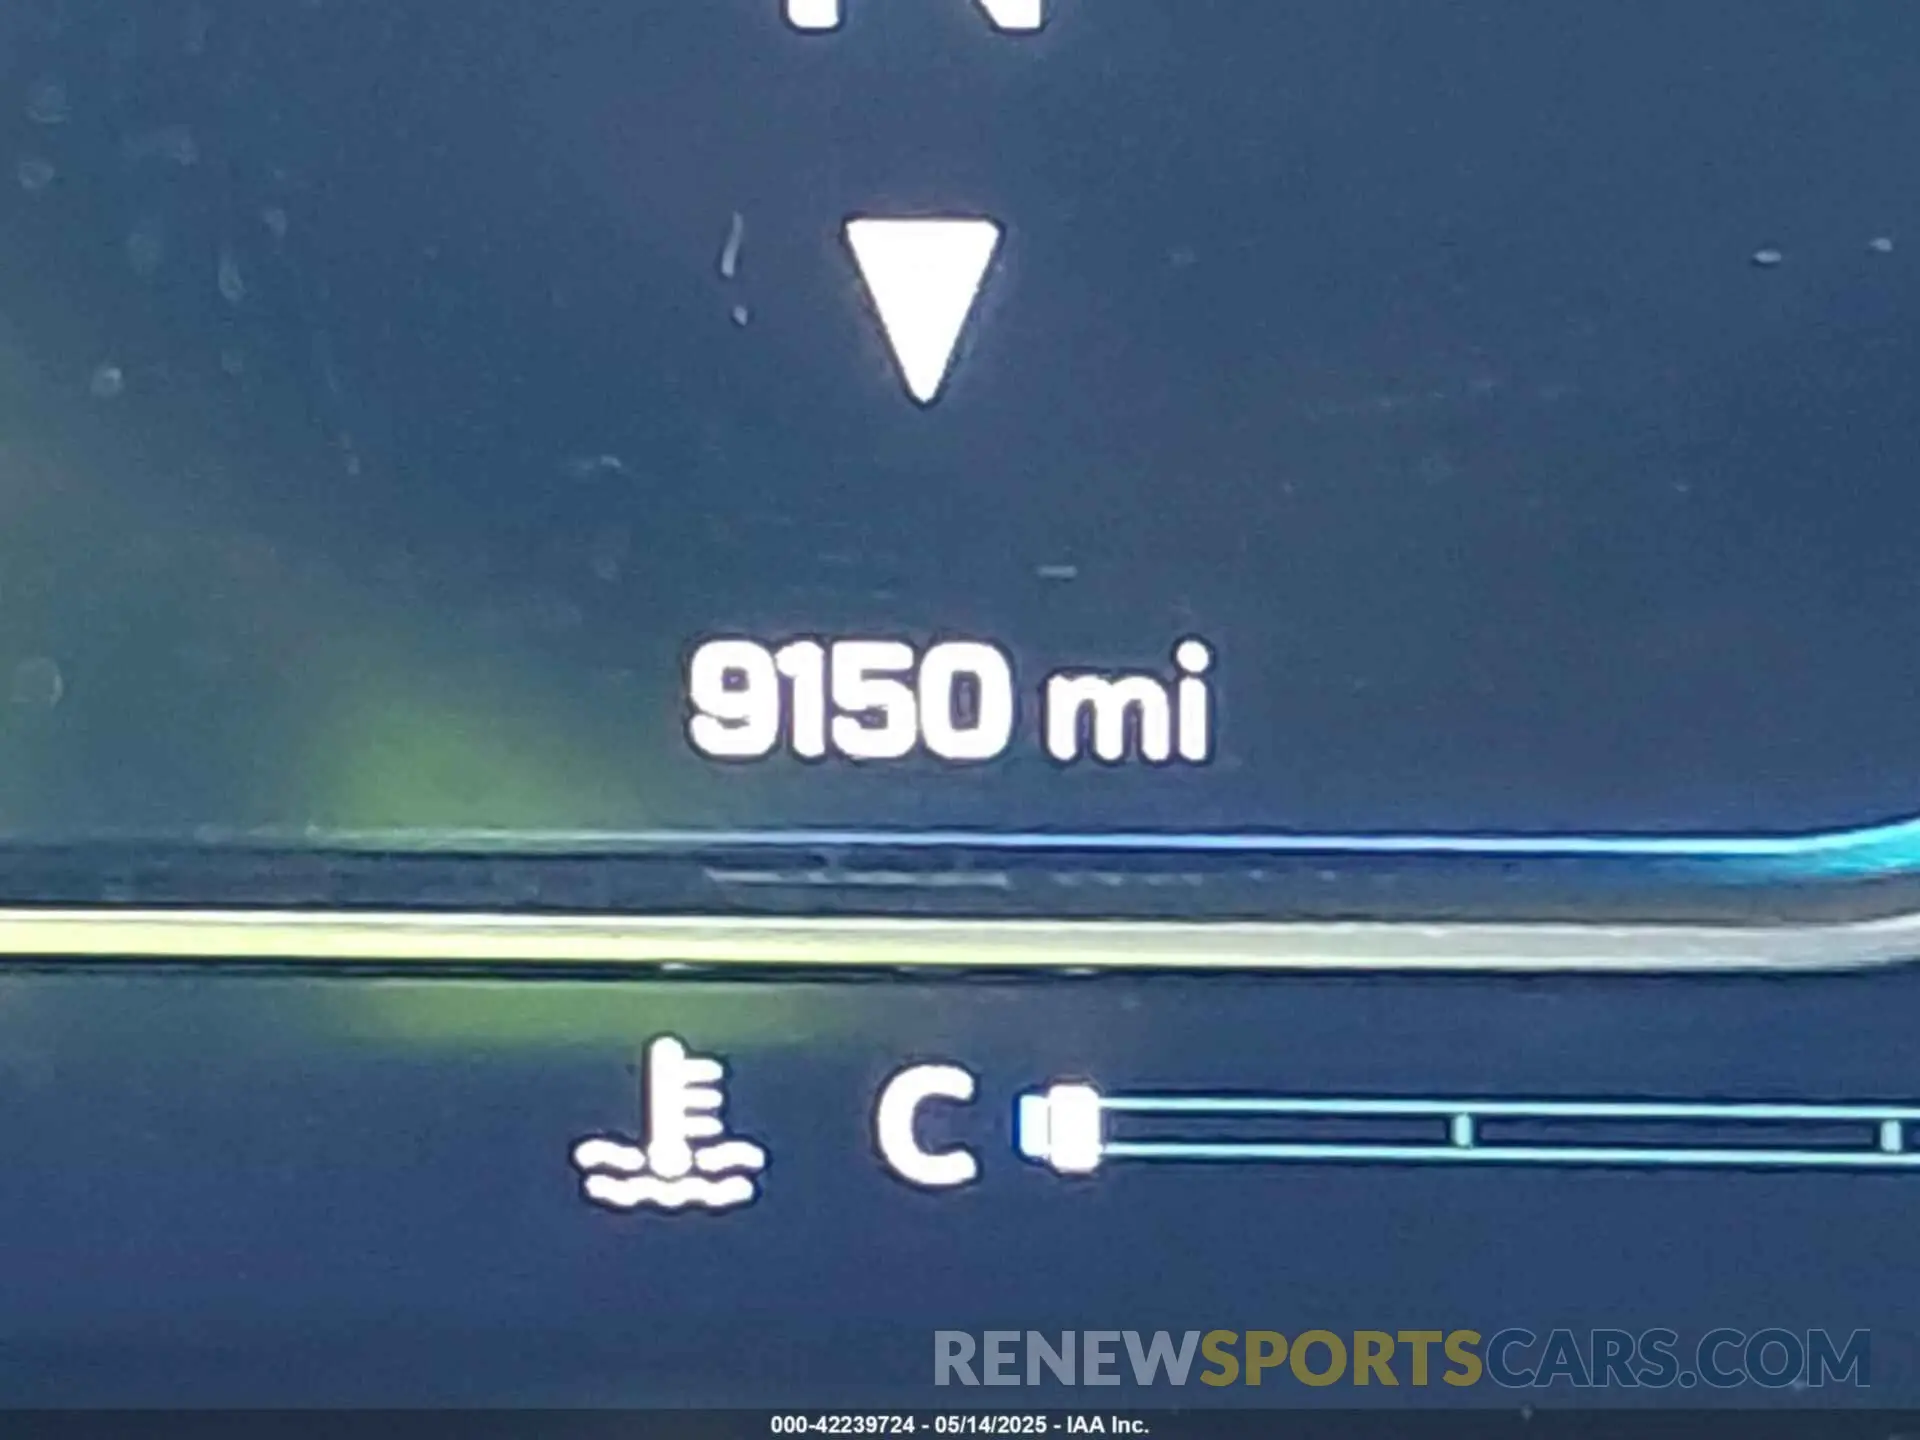 9150 mi
C
RENEWSPORTSCARS.COM
000-42239724 - 05/14/2025 - IAA Inc.